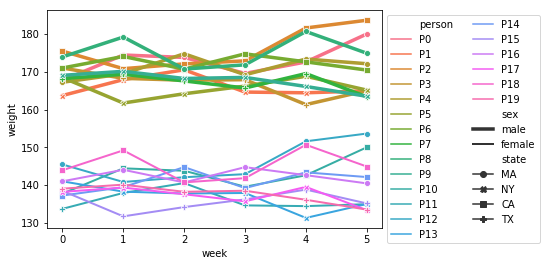 180
170
160
150
140
130
weight
0 1 2 3 4 5
week
person
P0
P1
P2
P3
P4
P5
P6
P7
P8
P9
P10
P11
P12
P13
P14
P15
P16
P17
P18
P19
sex
male
female
state
MA
NY
CA
TX